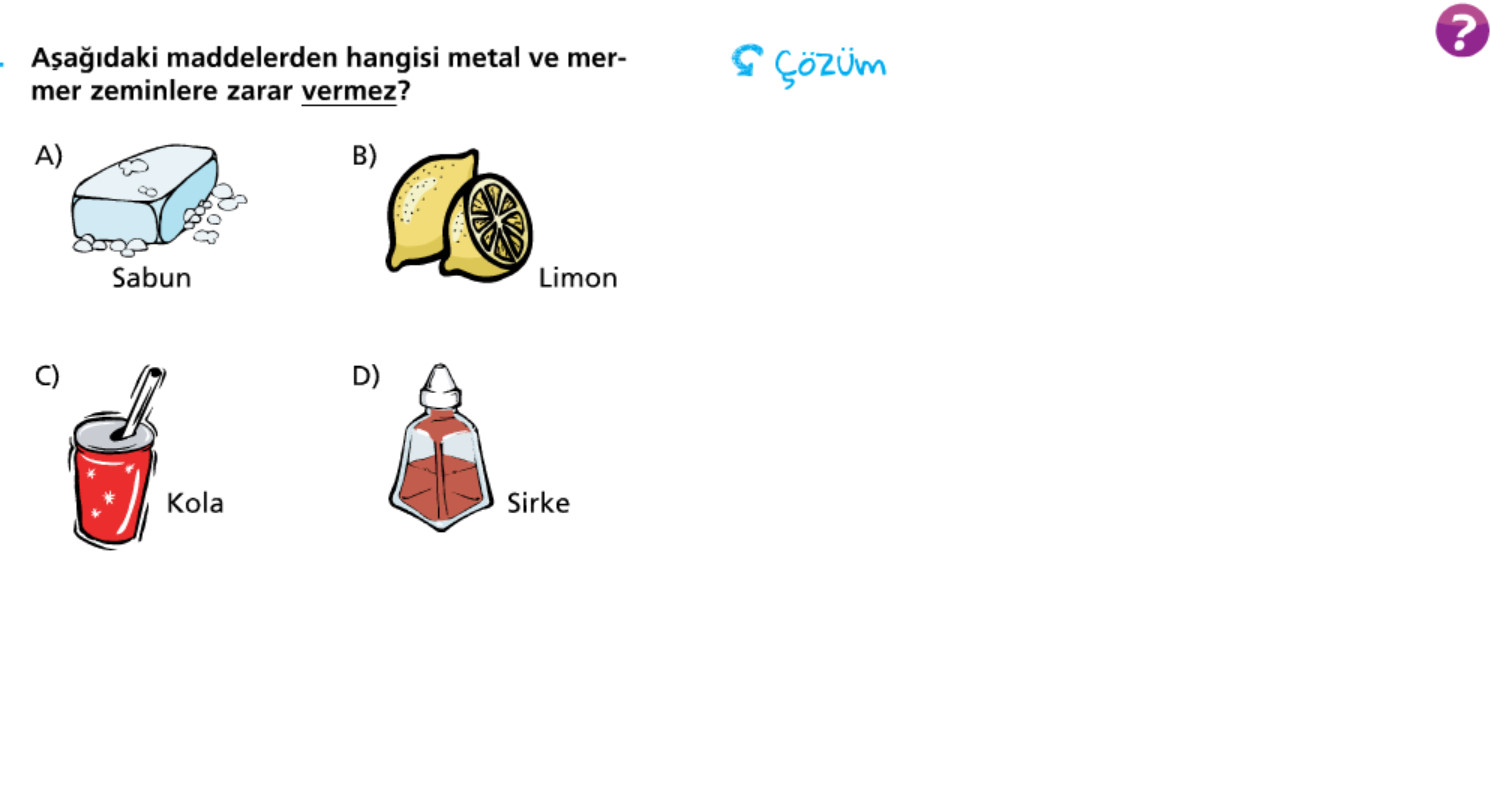 Aşağıdaki maddelerden hangisi metal ve mer-
mer zeminlere zarar vermez?
A)
Sabun
B)
Limon
C)
Kola
D)
Sirke
Çözüm
?